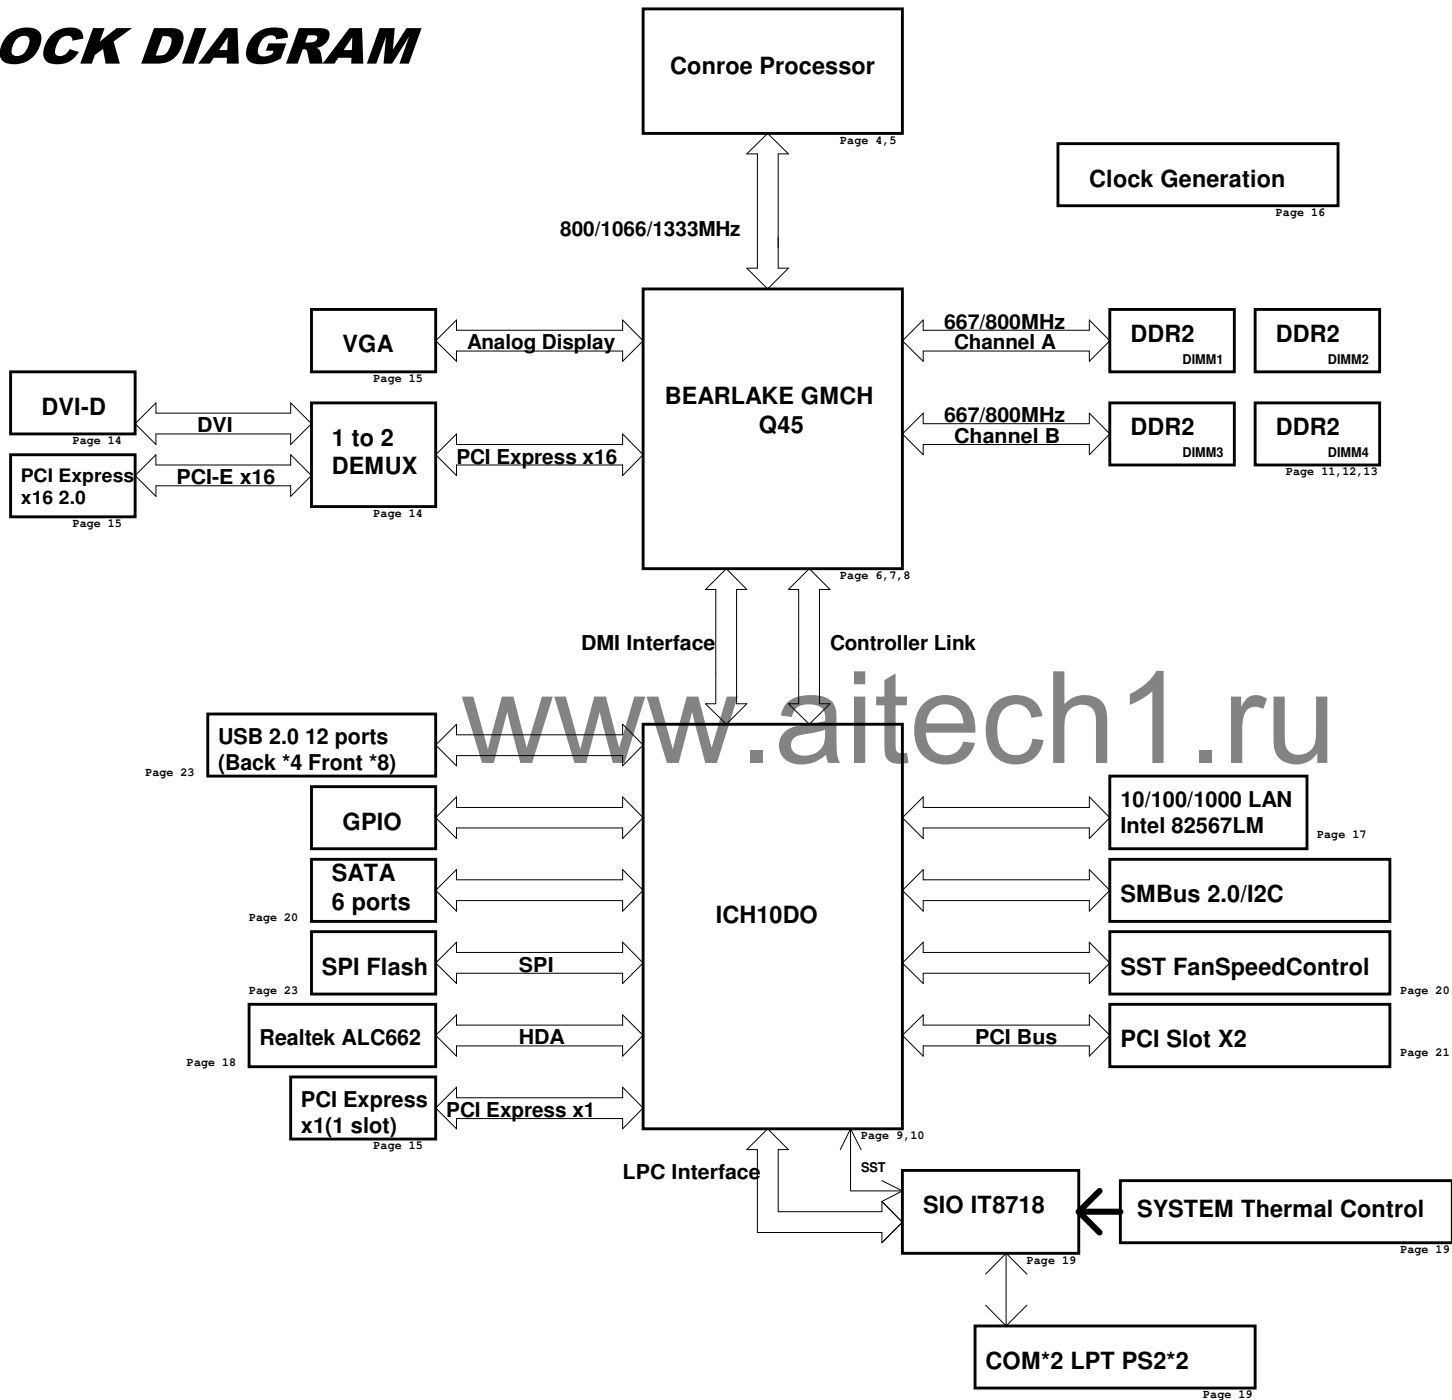 OCK DIAGRAM
Conroe Processor
Page 4,5
Clock Generation
Page 16
800/1066/1333MHz
VGA
Page 15
Analog Display
667/800MHz
Channel A
DDR2
DIMM1
DDR2
DIMM2
BEARLAKE GMCH
Q45
DVI-D
Page 14
DVI
1 to 2
DEMUX
Page 14
PCI Express x16
667/800MHz
Channel B
DDR2
DIMM3
DDR2
DIMM4
Page 11,12,13
PCI Express
x16 2.0
Page 15
PCI-E x16
Page 6,7,8
DMI Interface
Controller Link
www.aitech1.ru
USB 2.0 12 ports
(Back *4 Front *8)
Page 23
GPIO
SATA
6 ports
Page 20
SPI Flash
Page 23
SPI
Realtek ALC662
Page 18
HDA
PCI Express
x1(1 slot)
Page 15
PCI Express x1
ICH10DO
Page 9,10
10/100/1000 LAN
Intel 82567LM
Page 17
SMBus 2.0/I2C
SST FanSpeedControl
Page 20
PCI Bus
PCI Slot X2
Page 21
LPC Interface
SST
SIO IT8718
Page 19
SYSTEM Thermal Control
Page 19
COM*2 LPT PS2*2
Page 19